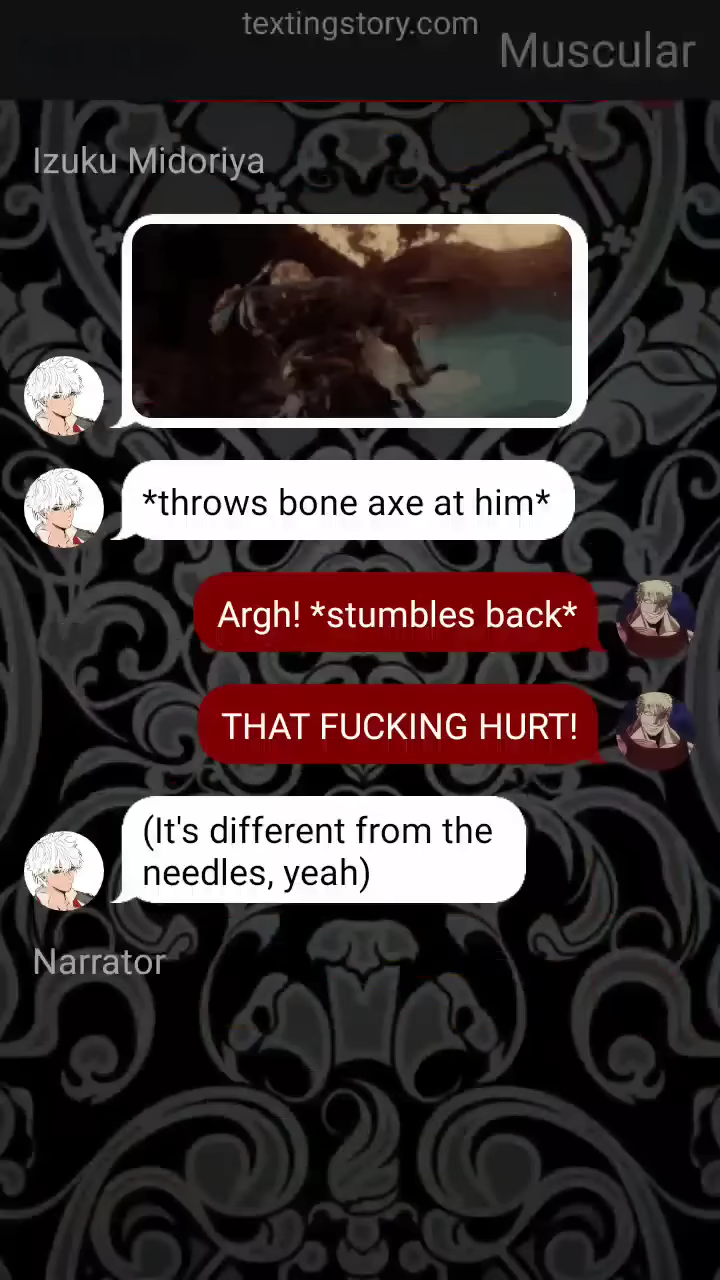 textingstory.com
Muscular
Izuku Midoriya
*throws bone axe at him*
Argh! *stumbles back*
THAT FUCKING HURT!
(It's different from the
needles, yeah)
Narrator